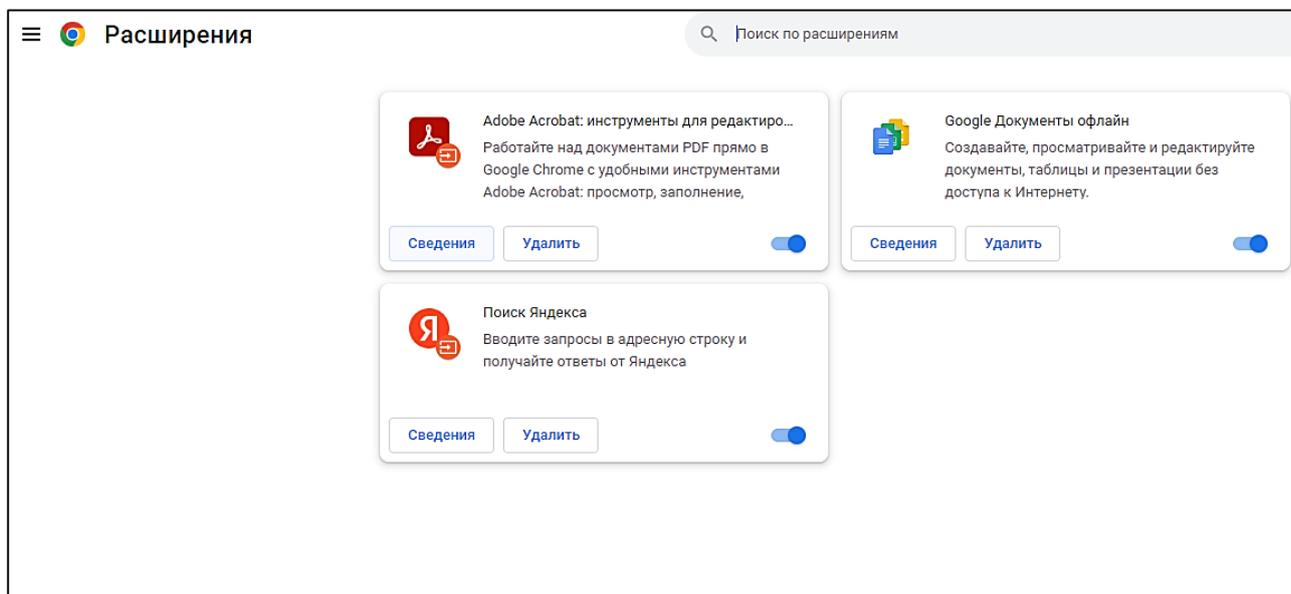 Расширения
Поиск по расширениям
Adobe Acrobat: инструменты для редактиро...
Работайте над документами PDF прямо в
Google Chrome с удобными инструментами
Adobe Acrobat: просмотр, заполнение,
Сведения
Удалить
Google Документы офлайн
Создавайте, просматривайте и редактируйте
документы, таблицы и презентации без
доступа к Интернету.
Сведения
Удалить
Я
Поиск Яндекса
Вводите запросы в адресную строку и
получайте ответы от Яндекса
Сведения
Удалить